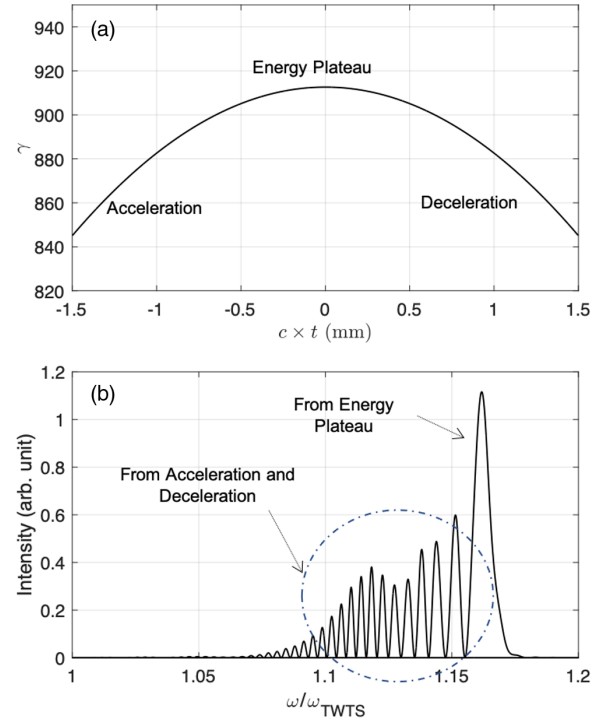 (a)
Energy Plateau
Acceleration
Deceleration
γ
940
920
900
880
860
840
820
-1.5 -1 -0.5 0 0.5 1 1.5
c × t (mm)
(b)
From Energy
Plateau
From Acceleration and
Deceleration
Intensity (arb. unit)
1.2
1
0.8
0.6
0.4
0.2
0
1 1.05 1.1 1.15 1.2
ω/ω_TWTS